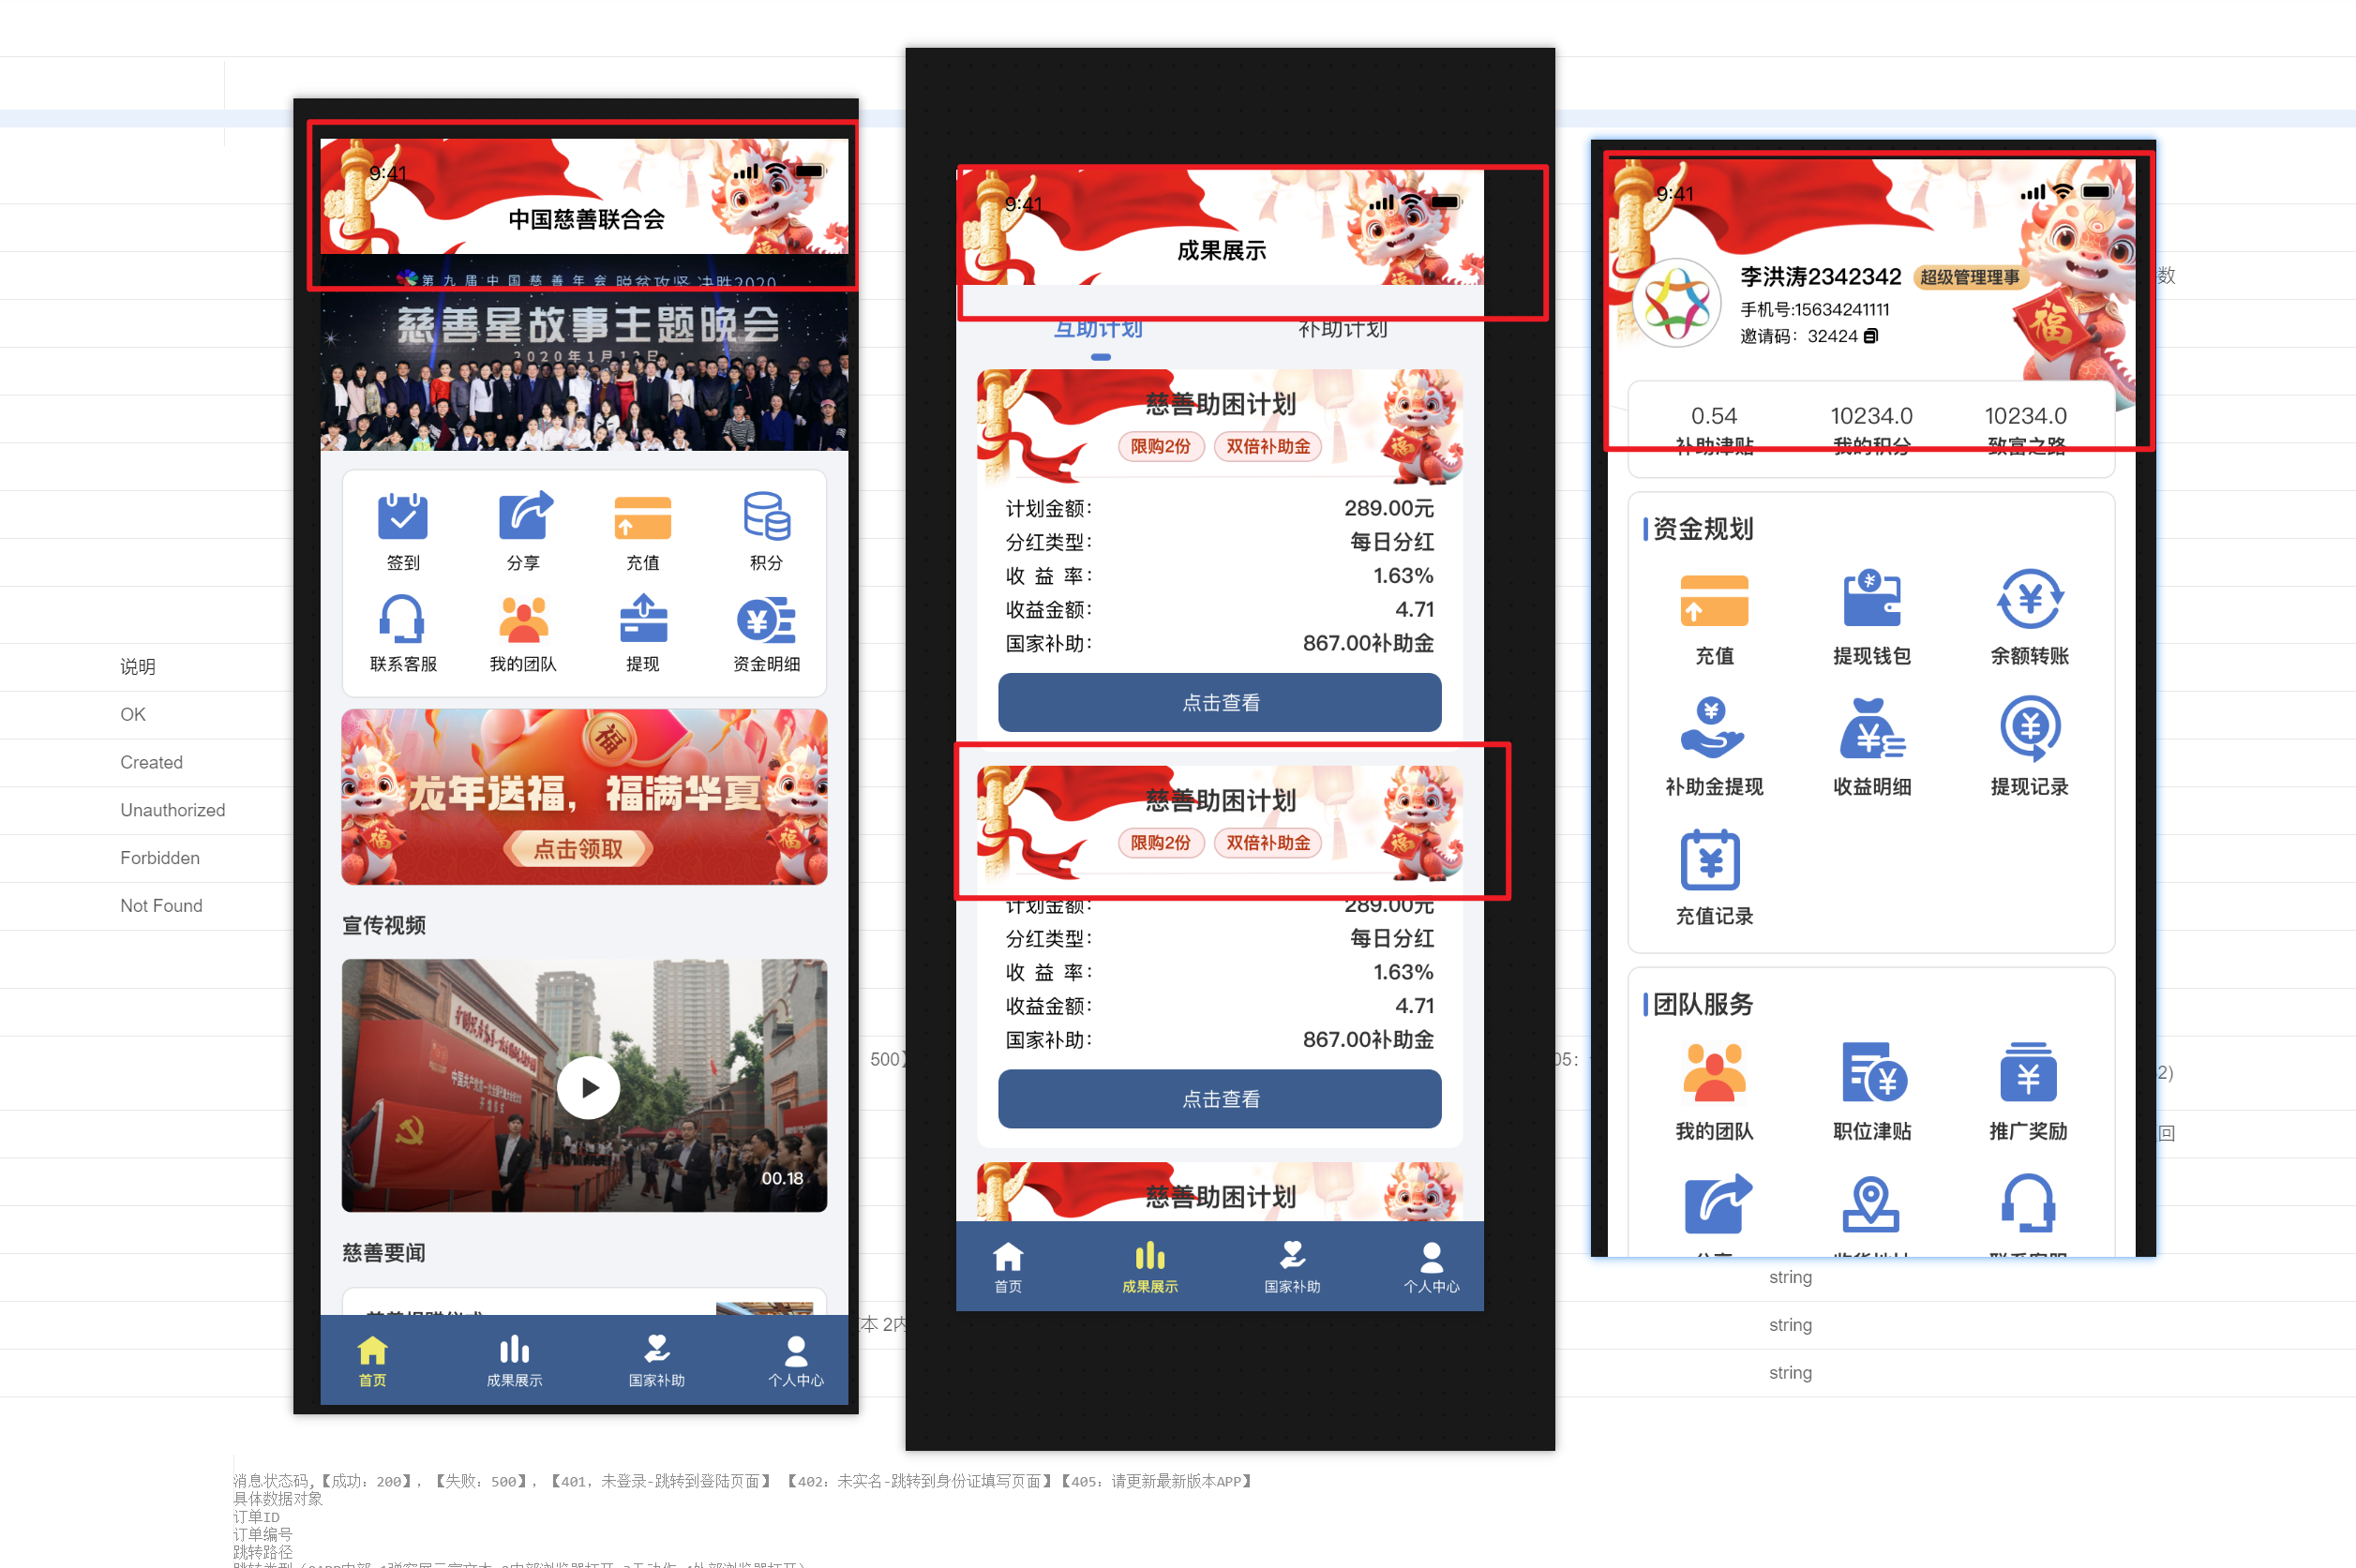 9:41
中国慈善联合会
第九届中国慈善年会 脱贫攻坚 决胜2020
慈善星故事主题晚会
2020年1月12日
签到
分享
充值
积分
联系客服
我的团队
提现
资金明细
福
龙年送福，福满华夏
福
福
点击领取
宣传视频
00.18
慈善要闻
首页
成果展示
国家补助
个人中心
9:41
成果展示
互助计划
补助计划
慈善助困计划
限购2份
双倍补助金
福
计划金额：
289.00元
分红类型：
每日分红
收 益 率：
1.63%
收益金额：
4.71
国家补助：
867.00补助金
点击查看
慈善助困计划
限购2份
双倍补助金
福
计划金额：
289.00元
分红类型：
每日分红
收 益 率：
1.63%
收益金额：
4.71
国家补助：
867.00补助金
点击查看
慈善助困计划
首页
成果展示
国家补助
个人中心
9:41
李洪涛2342342
超级管理理事
手机号:15634241111
邀请码：32424
福
0.54
10234.0
10234.0
补助津贴
我的积分
致富之路
资金规划
充值
提现钱包
余额转账
补助金提现
收益明细
提现记录
充值记录
团队服务
我的团队
职位津贴
推广奖励
分享
收货地址
联系客服
说明
OK
Created
Unauthorized
Forbidden
Not Found
数
500】
05：
2)
回
本 2内
string
string
string
消息状态码,【成功：200】，【失败：500】，【401，未登录-跳转到登陆页面】 【402：未实名-跳转到身份证填写页面】【405：请更新最新版本APP】
具体数据对象
订单ID
订单编号
跳转路径